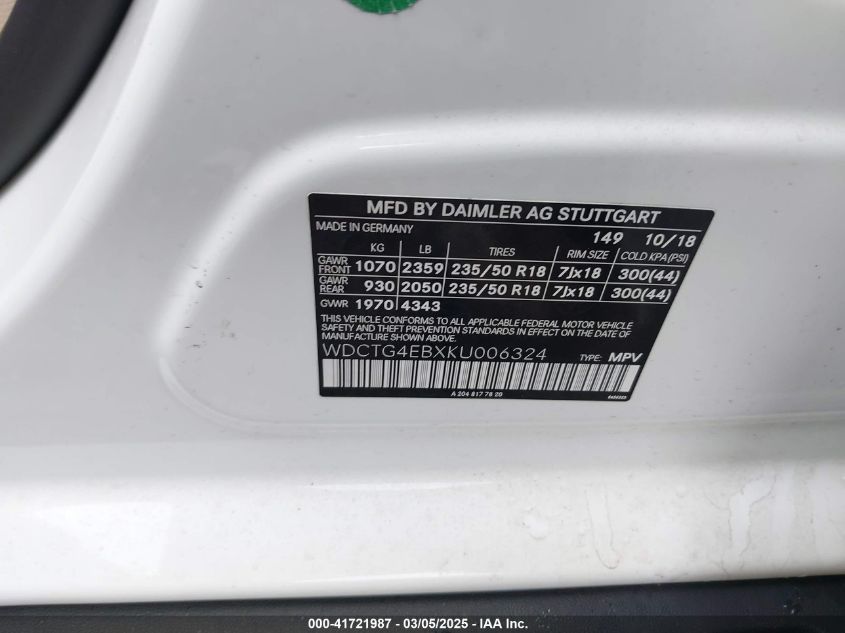 MFD BY DAIMLER AG STUTTGART
MADE IN GERMANY 149 10/18
KG LB TIRES RIM SIZE COLD KPA (PSI)
GAWR FRONT 1070 2359 235/50 R18 7Jx18 300(44)
GAWR REAR 930 2050 235/50 R18 7Jx18 300(44)
GVWR 1970 4343
THIS VEHICLE CONFORMS TO ALL APPLICABLE FEDERAL MOTOR VEHICLE
SAFETY AND THEFT PREVENTION STANDARDS IN EFFECT ON THE DATE OF
MANUFACTURE SHOWN ABOVE.
WDCTG4EBXKU006324 TYPE: MPV
A 204 817 78 20
000-41721987 - 03/05/2025 - IAA Inc.